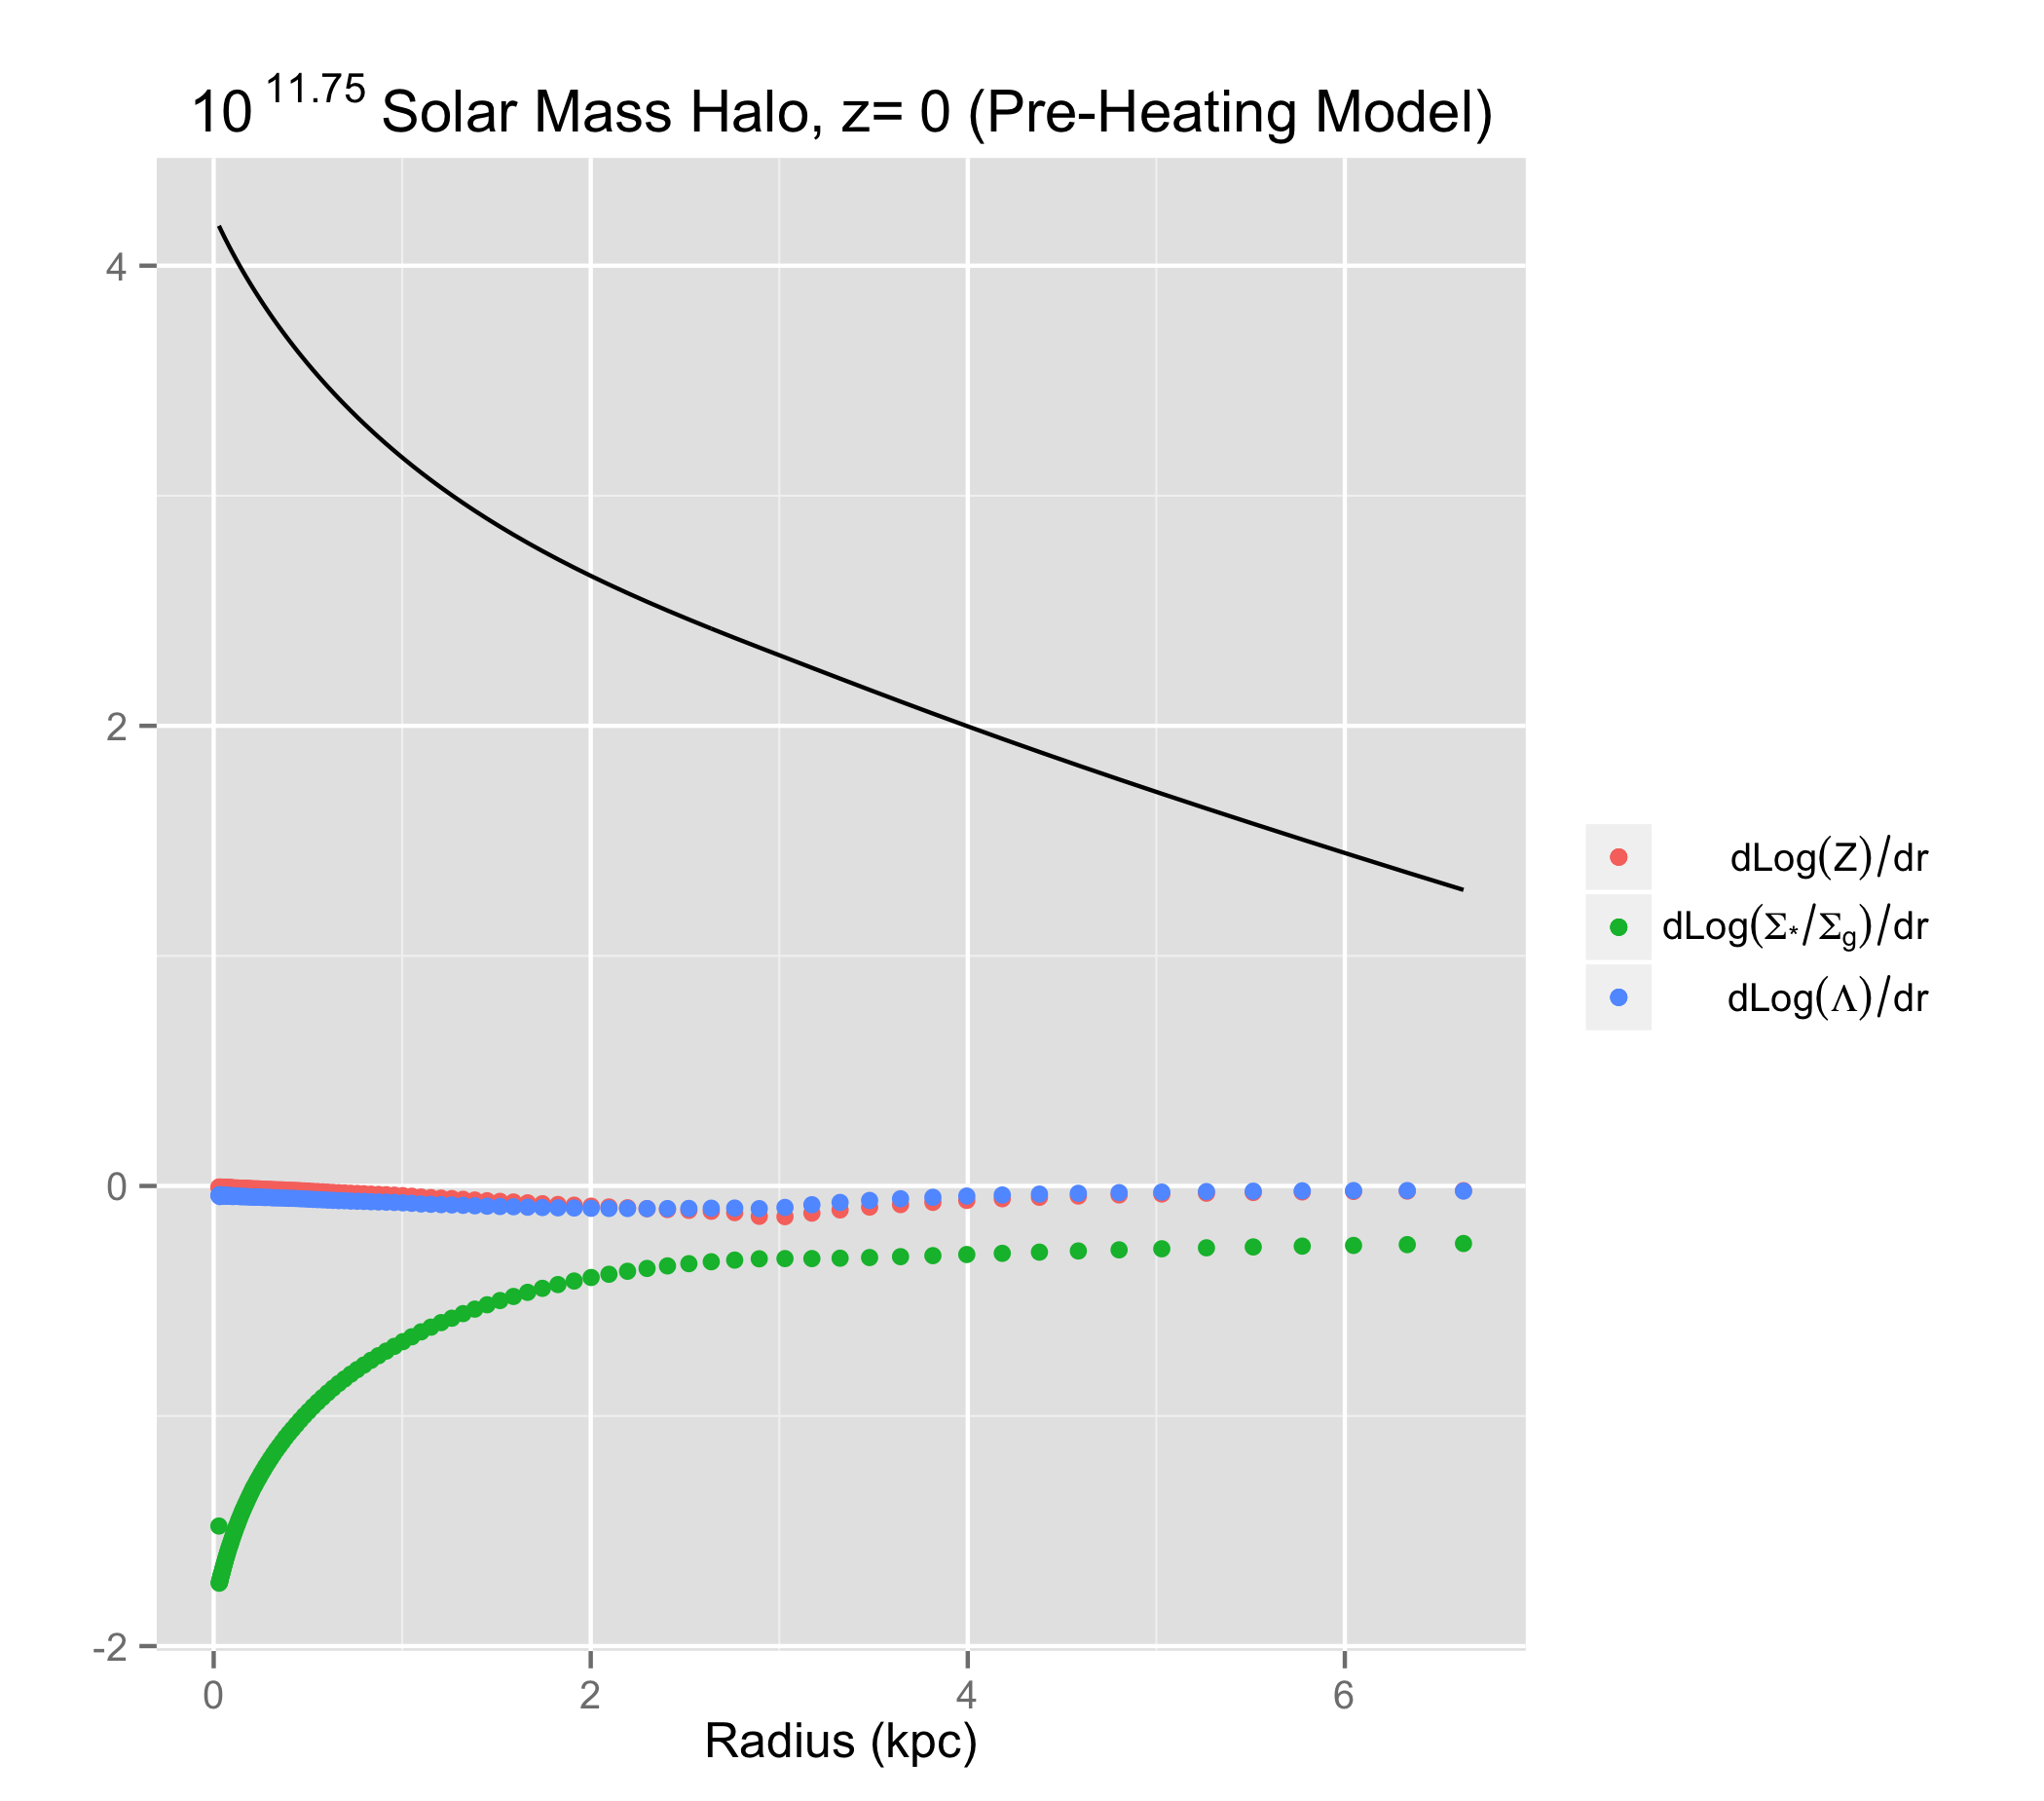 10^11.75 Solar Mass Halo, z= 0 (Pre-Heating Model)
4
2
0
-2
0 2 4 6
Radius (kpc)
dLog(Z)/dr
dLog(Σ*/Σg)/dr
dLog(Λ)/dr